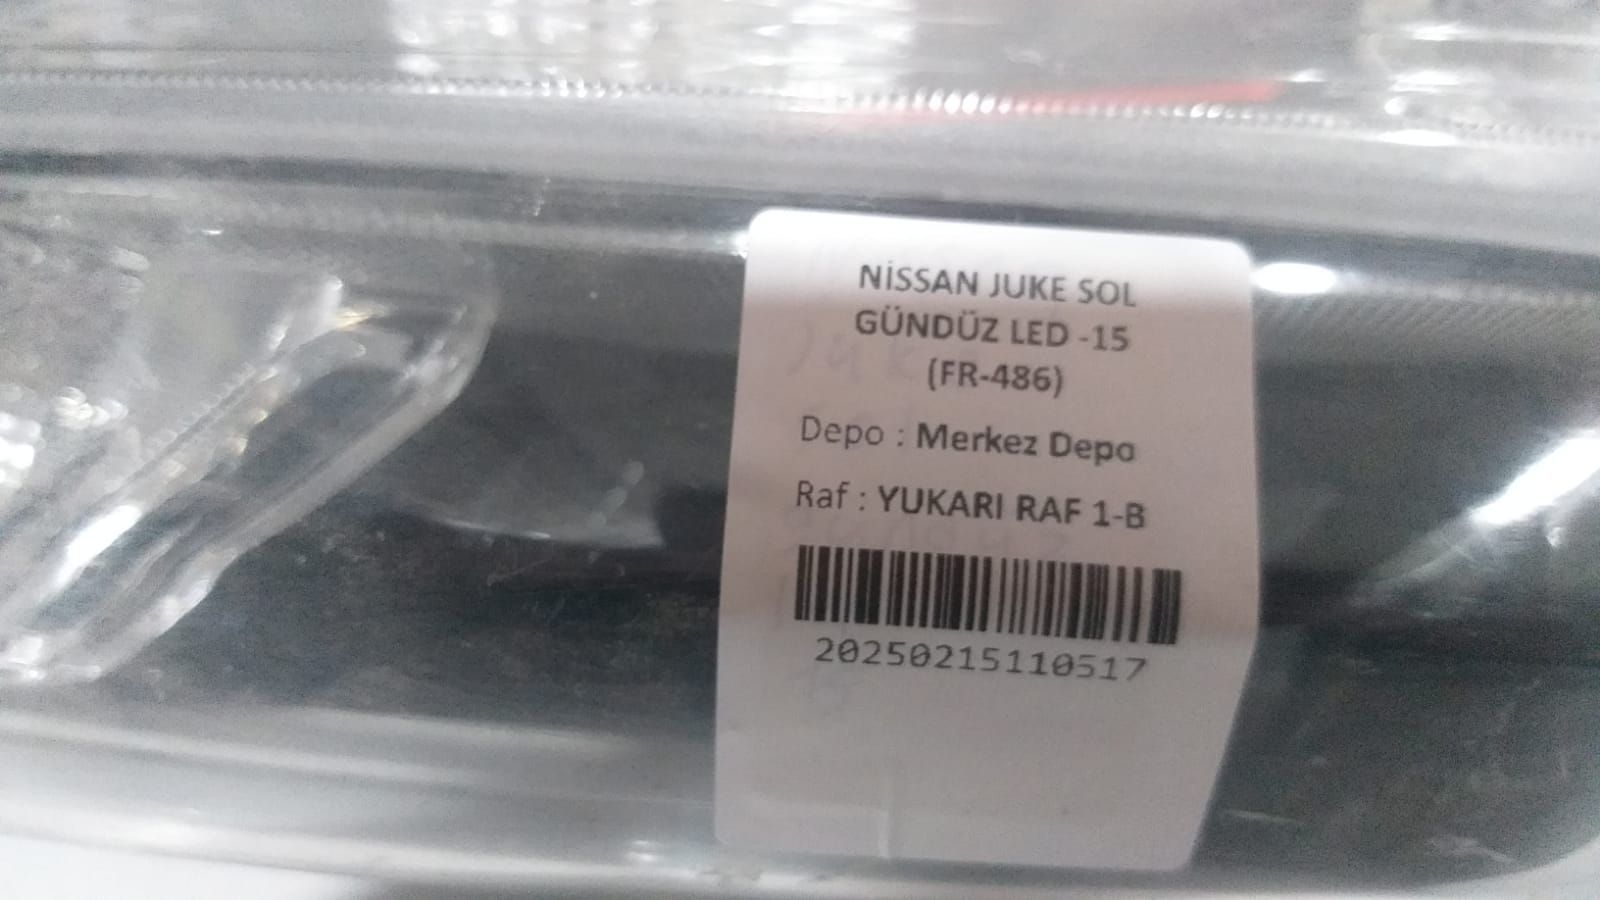 NİSSAN JUKE SOL
GÜNDÜZ LED -15
(FR-486)
Depo : Merkez Depo
Raf : YUKARI RAF 1-B
20250215110517